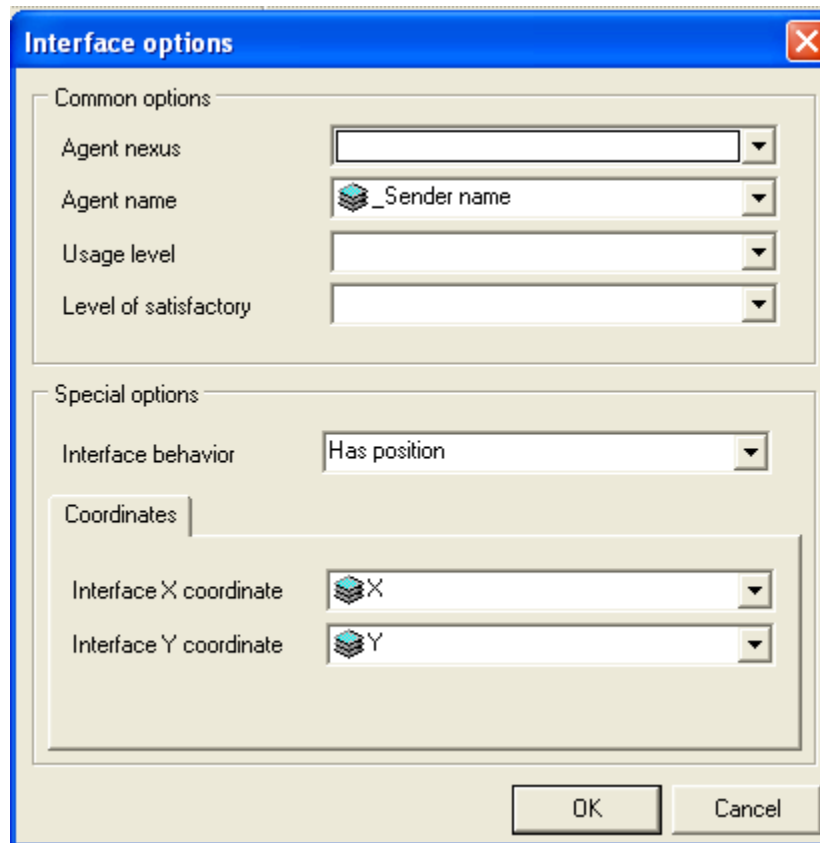 Interface options
Common options
Agent nexus
Agent name _Sender name
Usage level
Level of satisfactory
Special options
Interface behavior Has position
Coordinates
Interface X coordinate X
Interface Y coordinate Y
OK Cancel